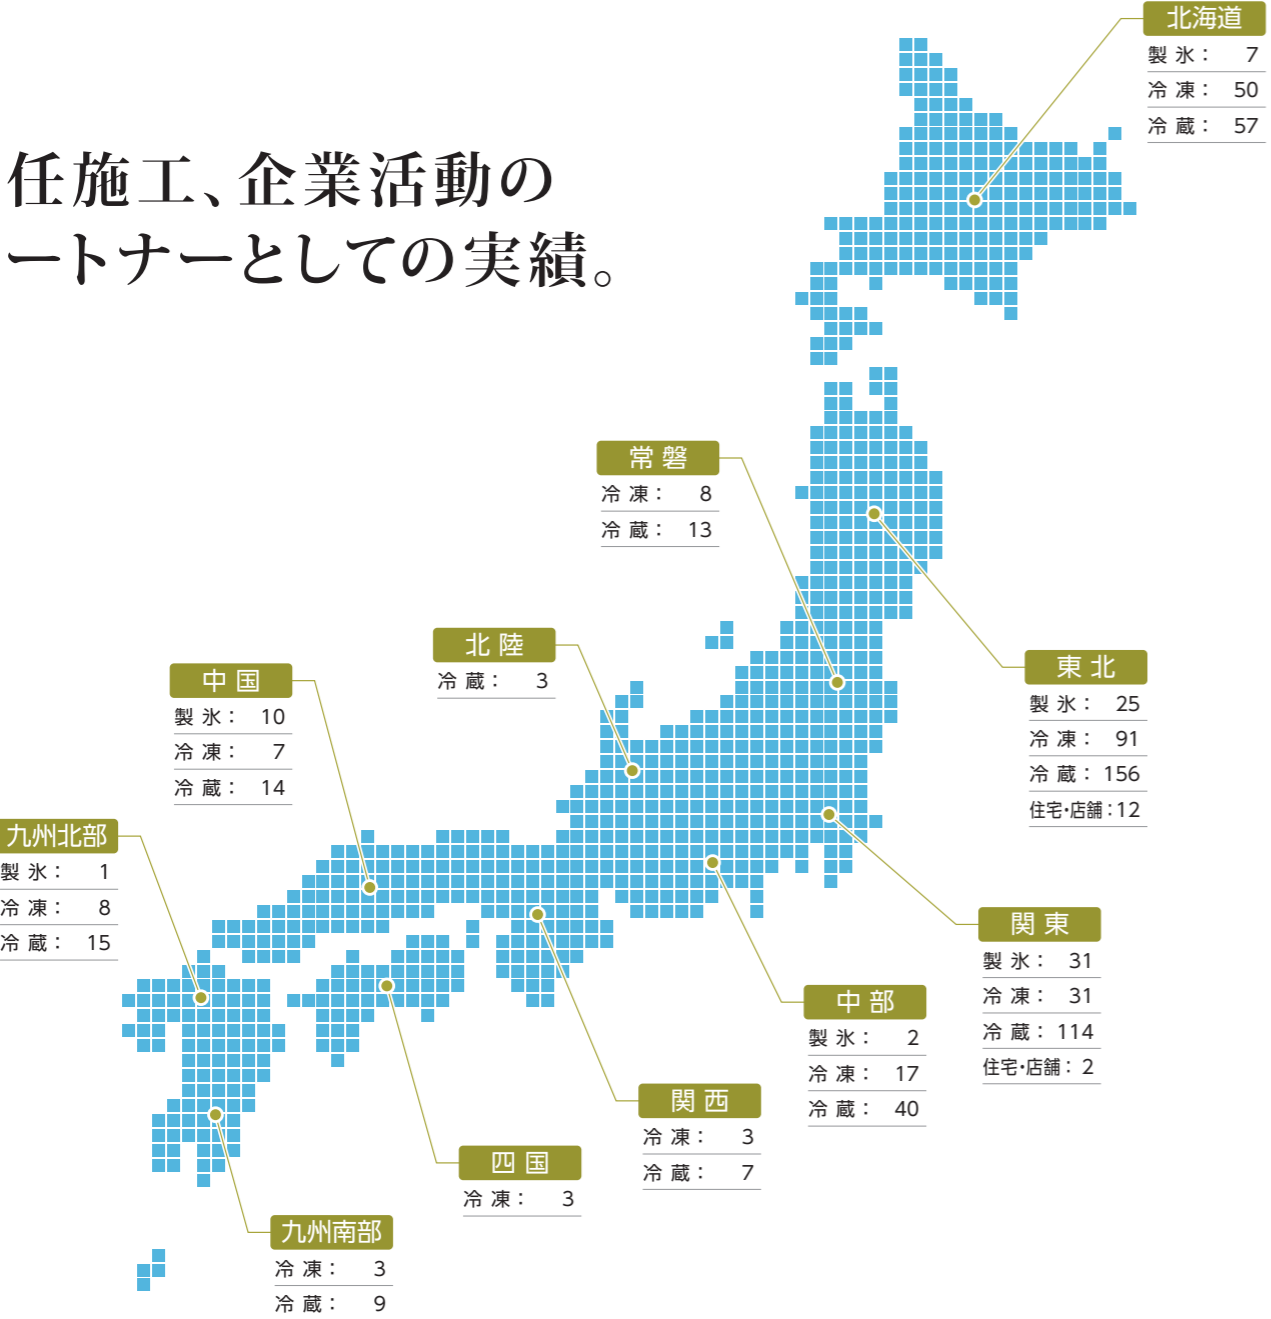 北海道
製氷： 7
冷凍： 50
冷蔵： 57
任施工、企業活動の
ートナーとしての実績。
常磐
冷凍： 8
冷蔵： 13
北陸
冷蔵： 3
東北
製氷： 25
冷凍： 91
冷蔵： 156
住宅・店舗：12
中国
製氷： 10
冷凍： 7
冷蔵： 14
九州北部
製氷： 1
冷凍： 8
冷蔵： 15
関東
製氷： 31
冷凍： 31
冷蔵： 114
住宅・店舗： 2
中部
製氷： 2
冷凍： 17
冷蔵： 40
関西
冷凍： 3
冷蔵： 7
四国
冷凍： 3
九州南部
冷凍： 3
冷蔵： 9